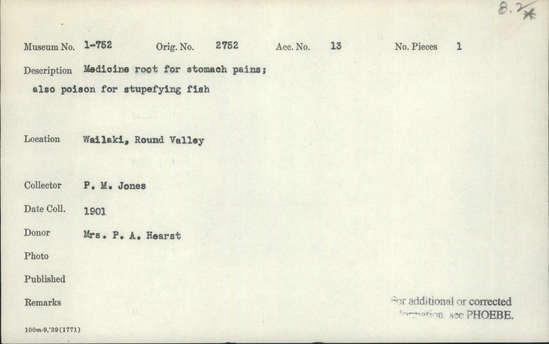 8.2
Museum No. 1-752 Orig. No. 2752 Acc. No. 13 No. Pieces 1
Description Medicine root for stomach pains;
also poison for stupefying fish
Location Wailaki, Round Valley
Collector P. M. Jones
Date Coll. 1901
Donor Mrs. P. A. Hearst
Photo
Published
Remarks
for additional or corrected
information, see PHOEBE.
100m-9,'39(1771)